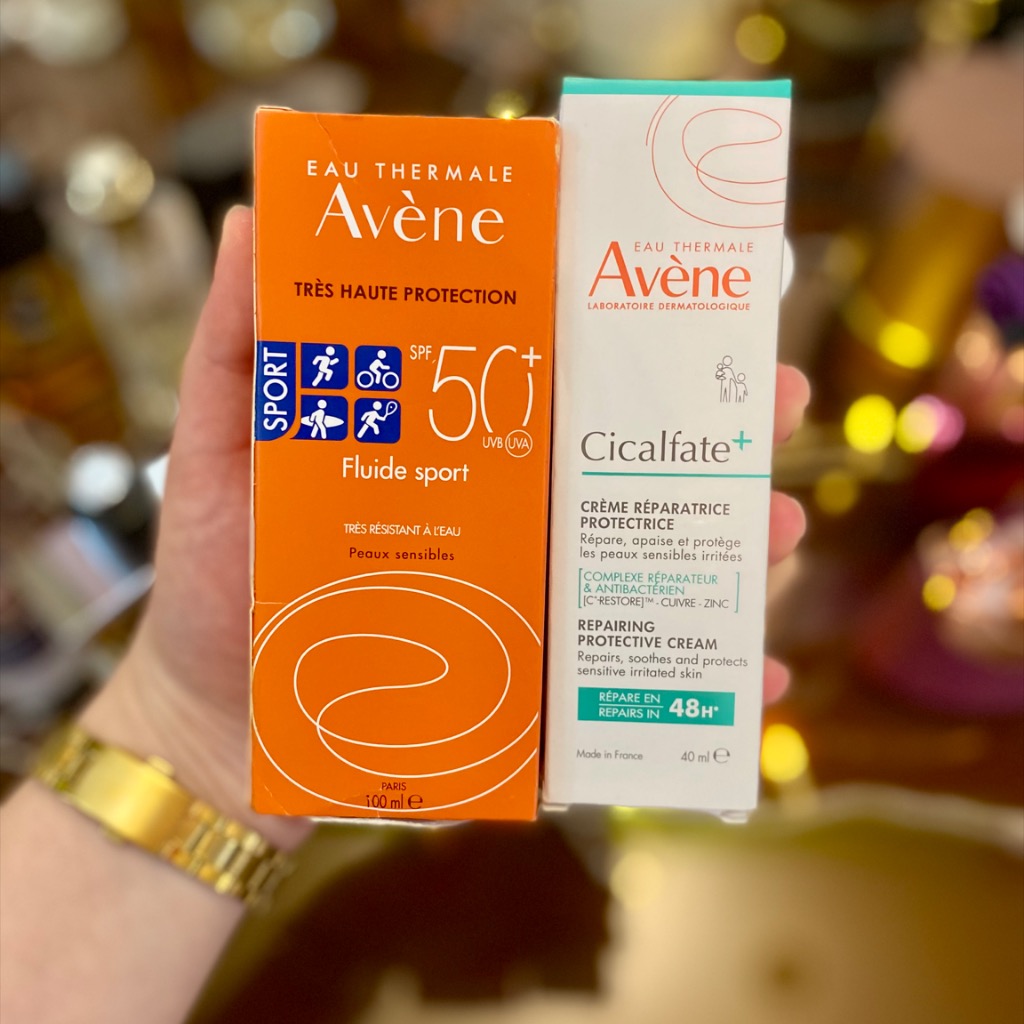 EAU THERMALE
Avène
TRÈS HAUTE PROTECTION
SPORT
SPF 50+
UVB UVA
Fluide sport
TRÈS RÉSISTANT À L'EAU
Peaux sensibles
PARIS
100 ml ℮
EAU THERMALE
Avène
LABORATOIRE DERMATOLOGIQUE
Cicalfate+
CRÈME RÉPARATRICE
PROTECTRICE
Répare, apaise et protège
les peaux sensibles irritées
[COMPLEXE RÉPARATEUR
& ANTIBACTÉRIEN
[C+-RESTORE]™ - CUIVRE - ZINC]
REPAIRING
PROTECTIVE CREAM
Repairs, soothes and protects
sensitive irritated skin
RÉPARE EN
REPAIRS IN 48H*
Made in France 40 ml ℮